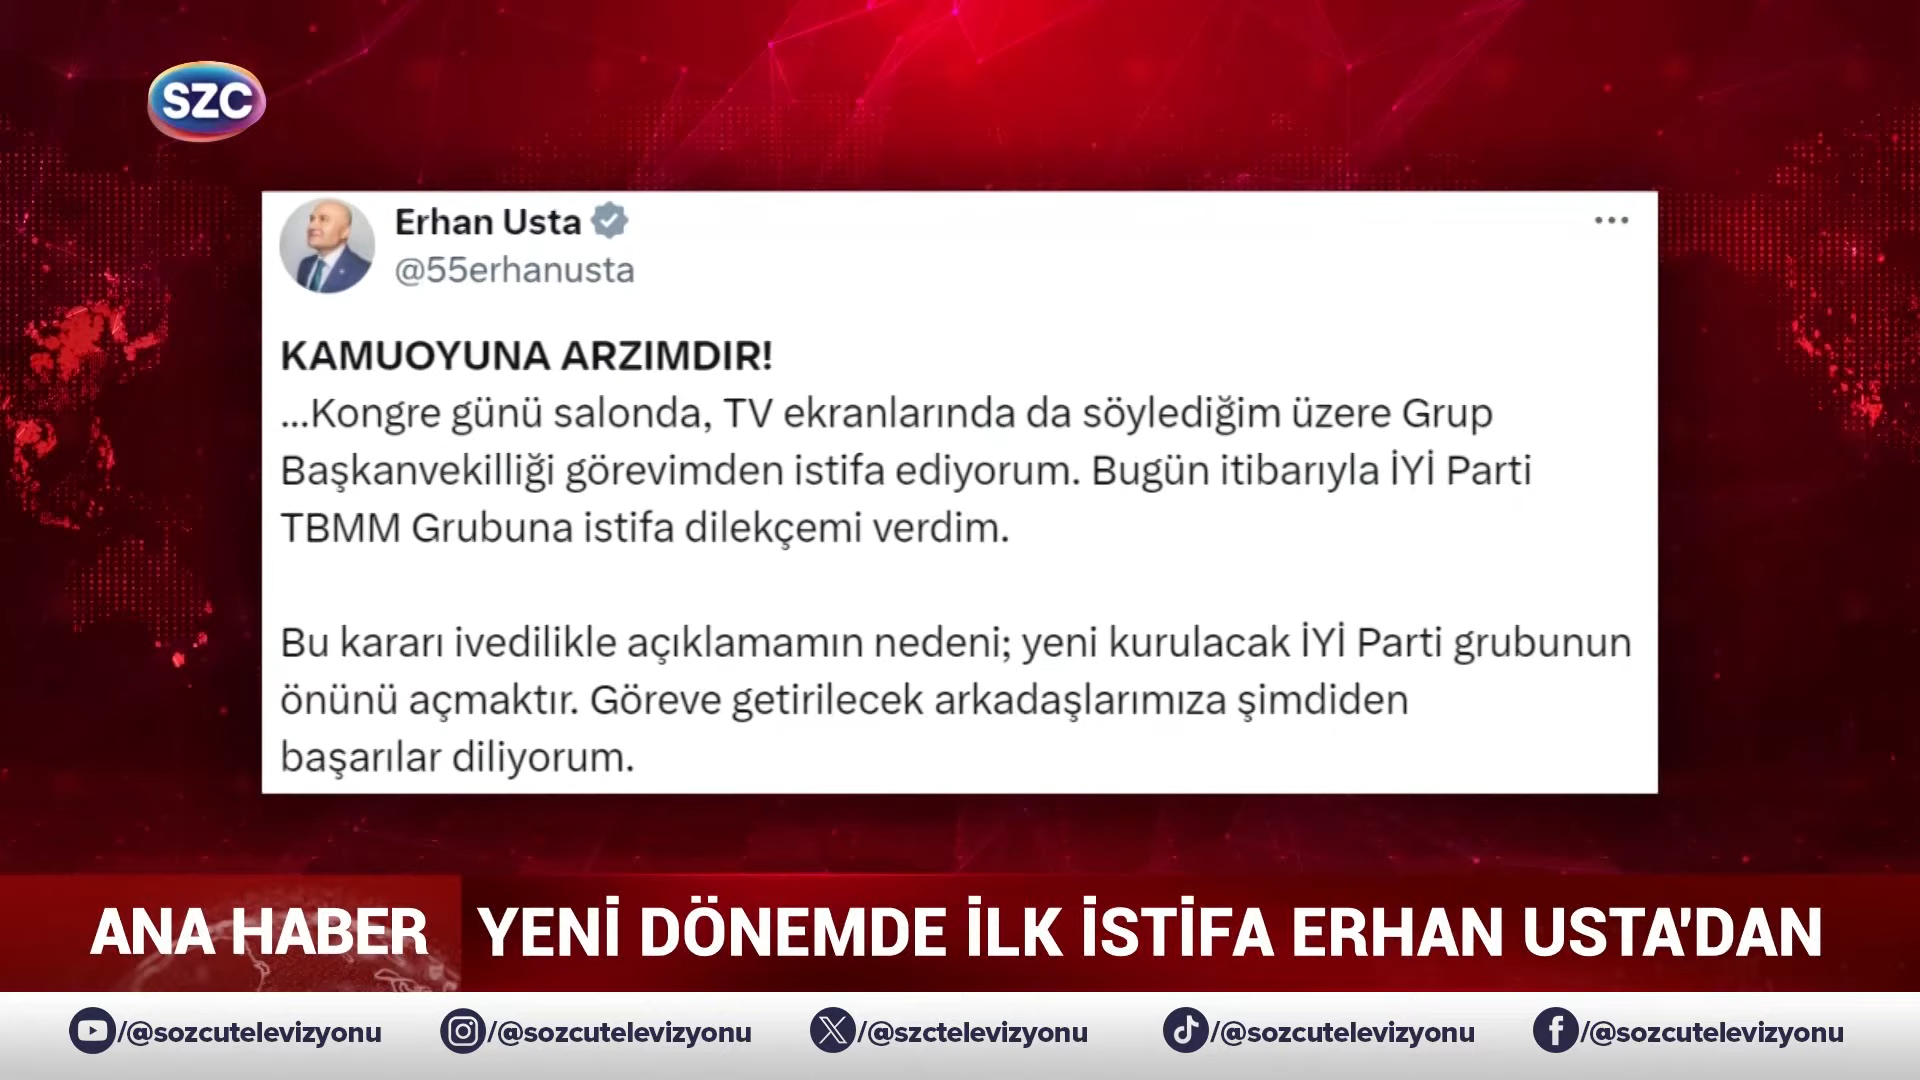 SZC
Erhan Usta
@55erhanusta
KAMUOYUNA ARZIMDIR!
...Kongre günü salonda, TV ekranlarında da söylediğim üzere Grup
Başkanvekilliği görevimden istifa ediyorum. Bugün itibarıyla İYİ Parti
TBMM Grubuna istifa dilekçemi verdim.
Bu kararı ivedilikle açıklamamın nedeni; yeni kurulacak İYİ Parti grubunun
önünü açmaktır. Göreve getirilecek arkadaşlarımıza şimdiden
başarılar diliyorum.
ANA HABER YENİ DÖNEMDE İLK İSTİFA ERHAN USTA'DAN
/@sozcutelevizyonu /@sozcutelevizyonu /@szctelevizyonu /@sozcutelevizyonu /@sozcutelevizyonu